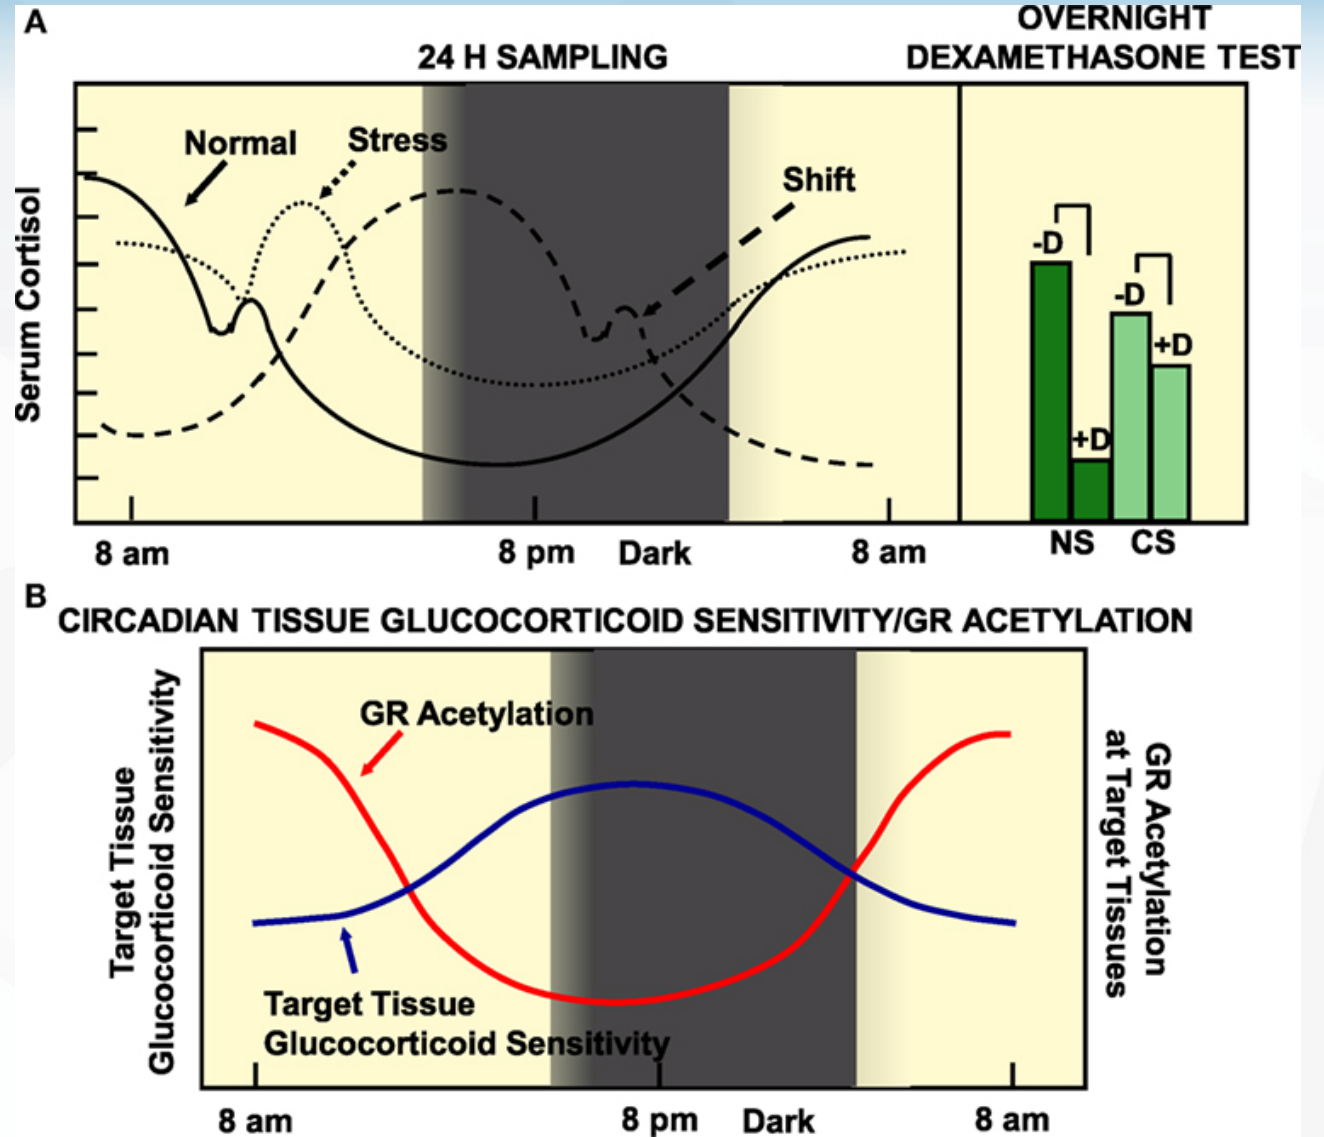 A
OVERNIGHT
24 H SAMPLING
DEXAMETHASONE TEST
Normal
Stress
Shift
Serum Cortisol
-D
+D
-D
+D
NS
CS
8 am
8 pm
Dark
8 am
B
CIRCADIAN TISSUE GLUCOCORTICOID SENSITIVITY/GR ACETYLATION
Target Tissue
Glucocorticoid Sensitivity
GR Acetylation
Target Tissue
Glucocorticoid Sensitivity
GR Acetylation
at Target Tissues
8 am
8 pm
Dark
8 am